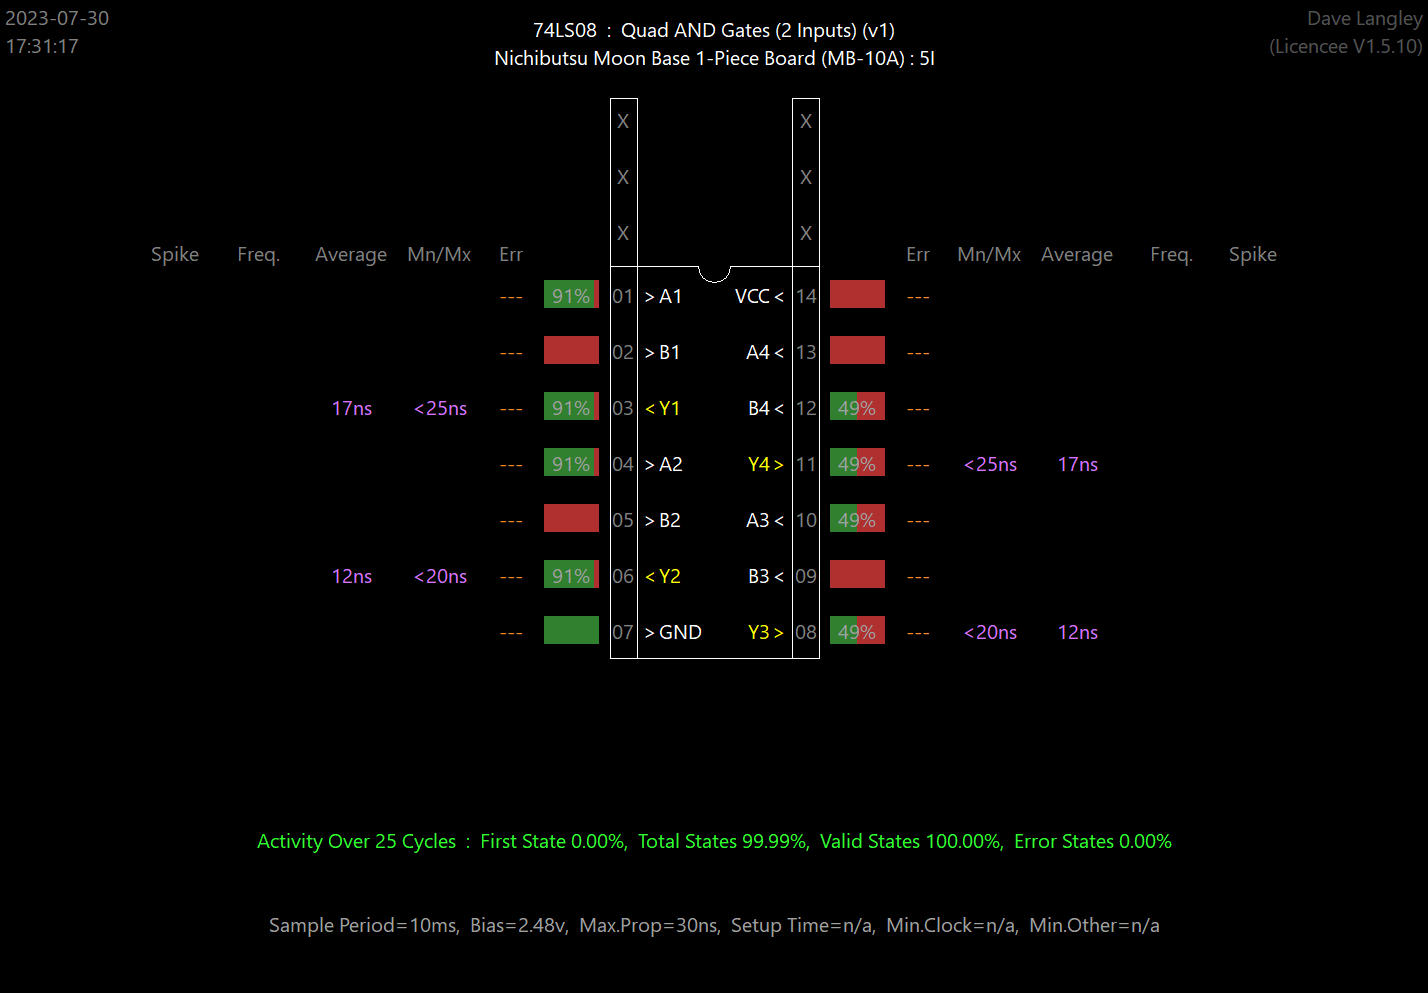 2023-07-30
17:31:17
74LS08 : Quad AND Gates (2 Inputs) (v1)
Nichibutsu Moon Base 1-Piece Board (MB-10A) : 5I
Dave Langley
(Licencee V1.5.10)
X X
X X
X X
Spike Freq. Average Mn/Mx Err Err Mn/Mx Average Freq. Spike
--- 91% 01 > A1 VCC < 14 ---
--- 02 > B1 A4 < 13 ---
17ns <25ns --- 91% 03 < Y1 B4 < 12 49% ---
--- 91% 04 > A2 Y4 > 11 49% --- <25ns 17ns
--- 05 > B2 A3 < 10 49% ---
12ns <20ns --- 91% 06 < Y2 B3 < 09 ---
--- 07 > GND Y3 > 08 49% --- <20ns 12ns
Activity Over 25 Cycles : First State 0.00%, Total States 99.99%, Valid States 100.00%, Error States 0.00%
Sample Period=10ms, Bias=2.48v, Max.Prop=30ns, Setup Time=n/a, Min.Clock=n/a, Min.Other=n/a